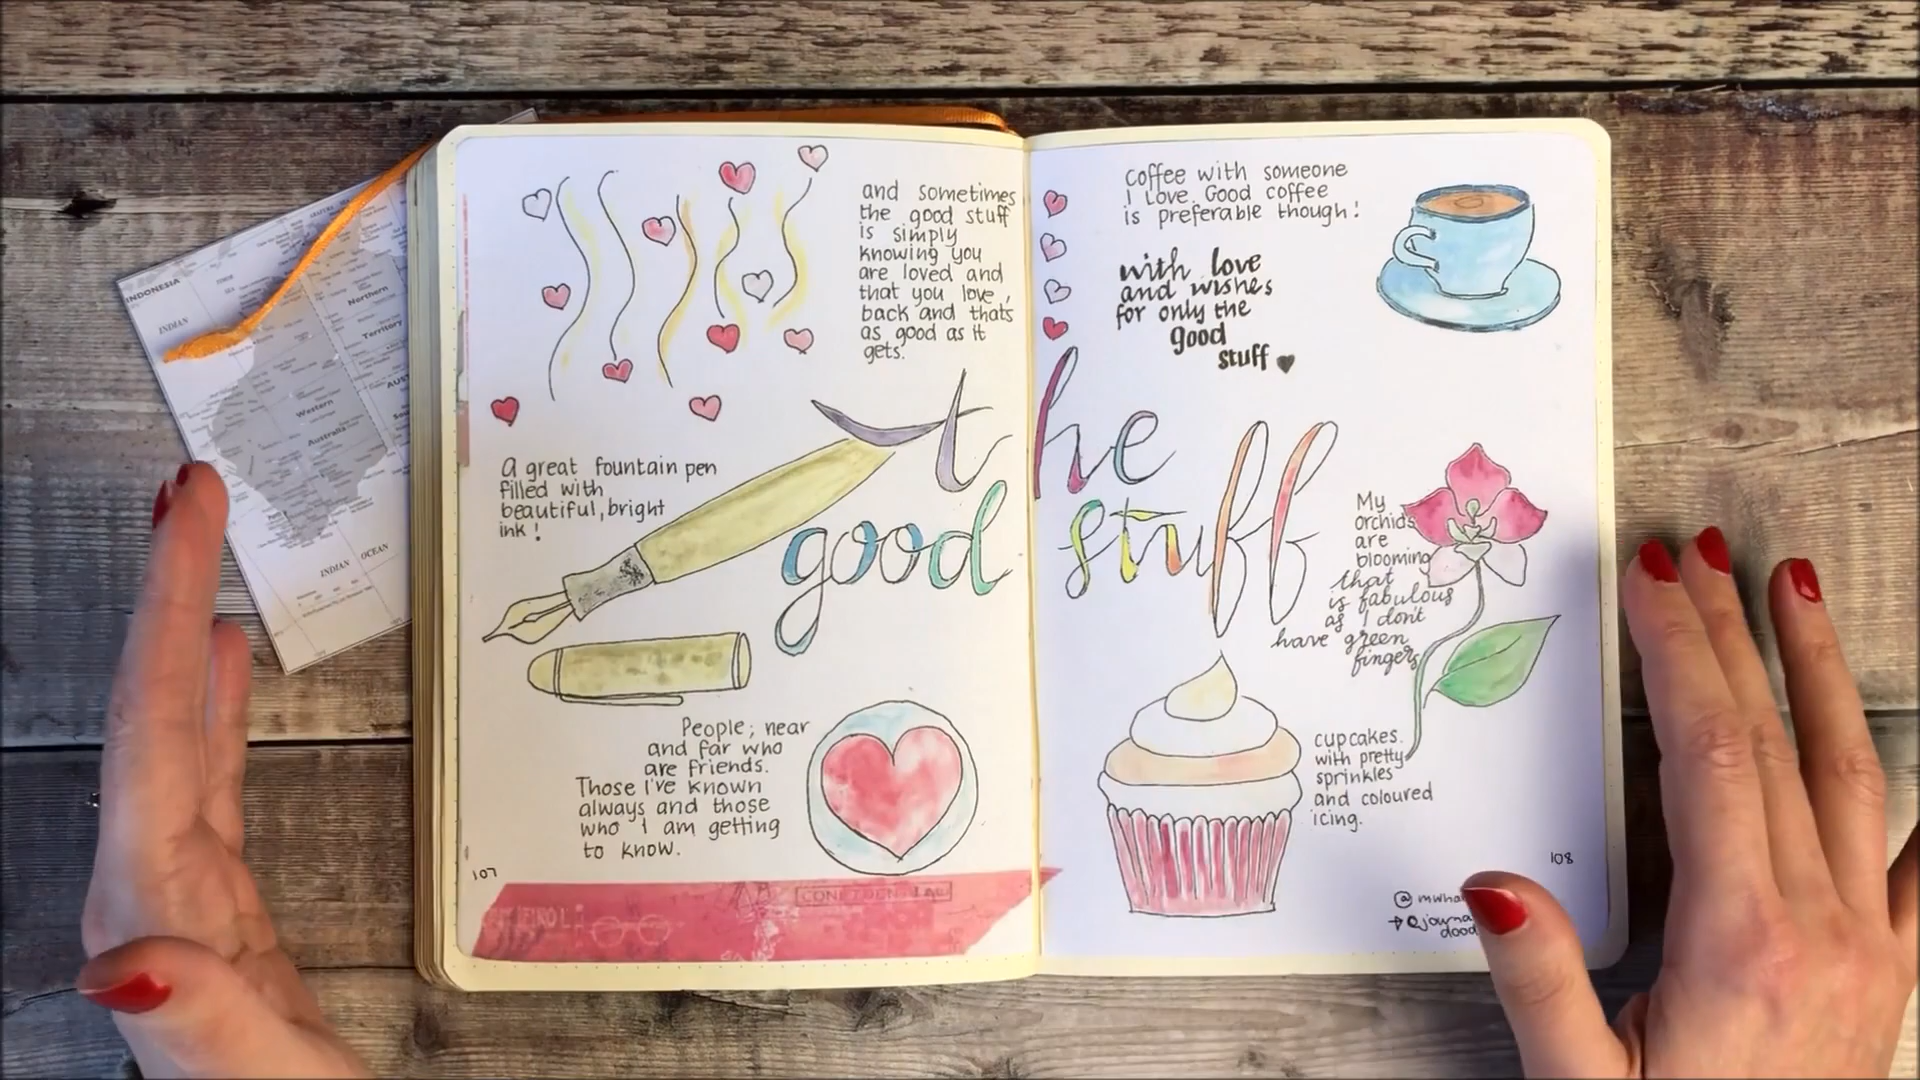 and sometimes
the good stuff
is simply
knowing you
are loved and
that you love,
back and thats
as good as it
gets.
A great fountain pen
filled with
beautiful, bright
ink!
the
good stuff
People; near
and far who
are friends.
Those I've known
always and those
who I am getting
to know.
107
CONFIDENTIAL
Coffee with someone
I Love. Good coffee
is preferable though!
with love
and wishes
for only the
good
stuff
My
orchids
are
blooming
that
is fabulous
as I don't
have green
fingers
cupcakes.
with pretty
sprinkles
and coloured
icing.
108
INDONESIA
INDIAN
Northern
Territory
Western
Australia
INDIAN OCEAN